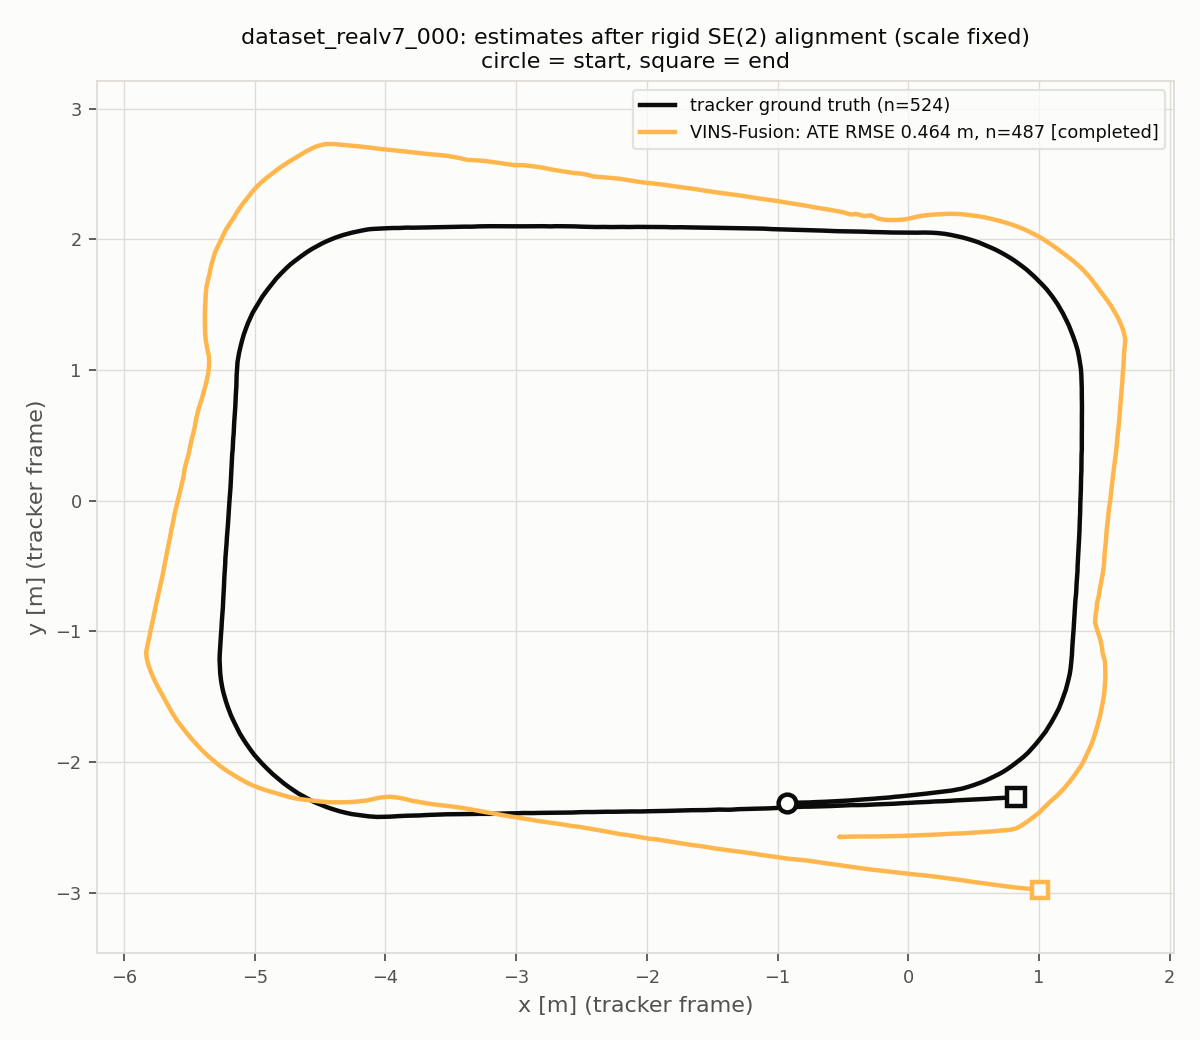 dataset_realv7_000: estimates after rigid SE(2) alignment (scale fixed)
circle = start, square = end
tracker ground truth (n=524)
VINS-Fusion: ATE RMSE 0.464 m, n=487 [completed]
y [m] (tracker frame)
3
2
1
0
−1
−2
−3
−6
−5
−4
−3
−2
−1
0
1
2
x [m] (tracker frame)